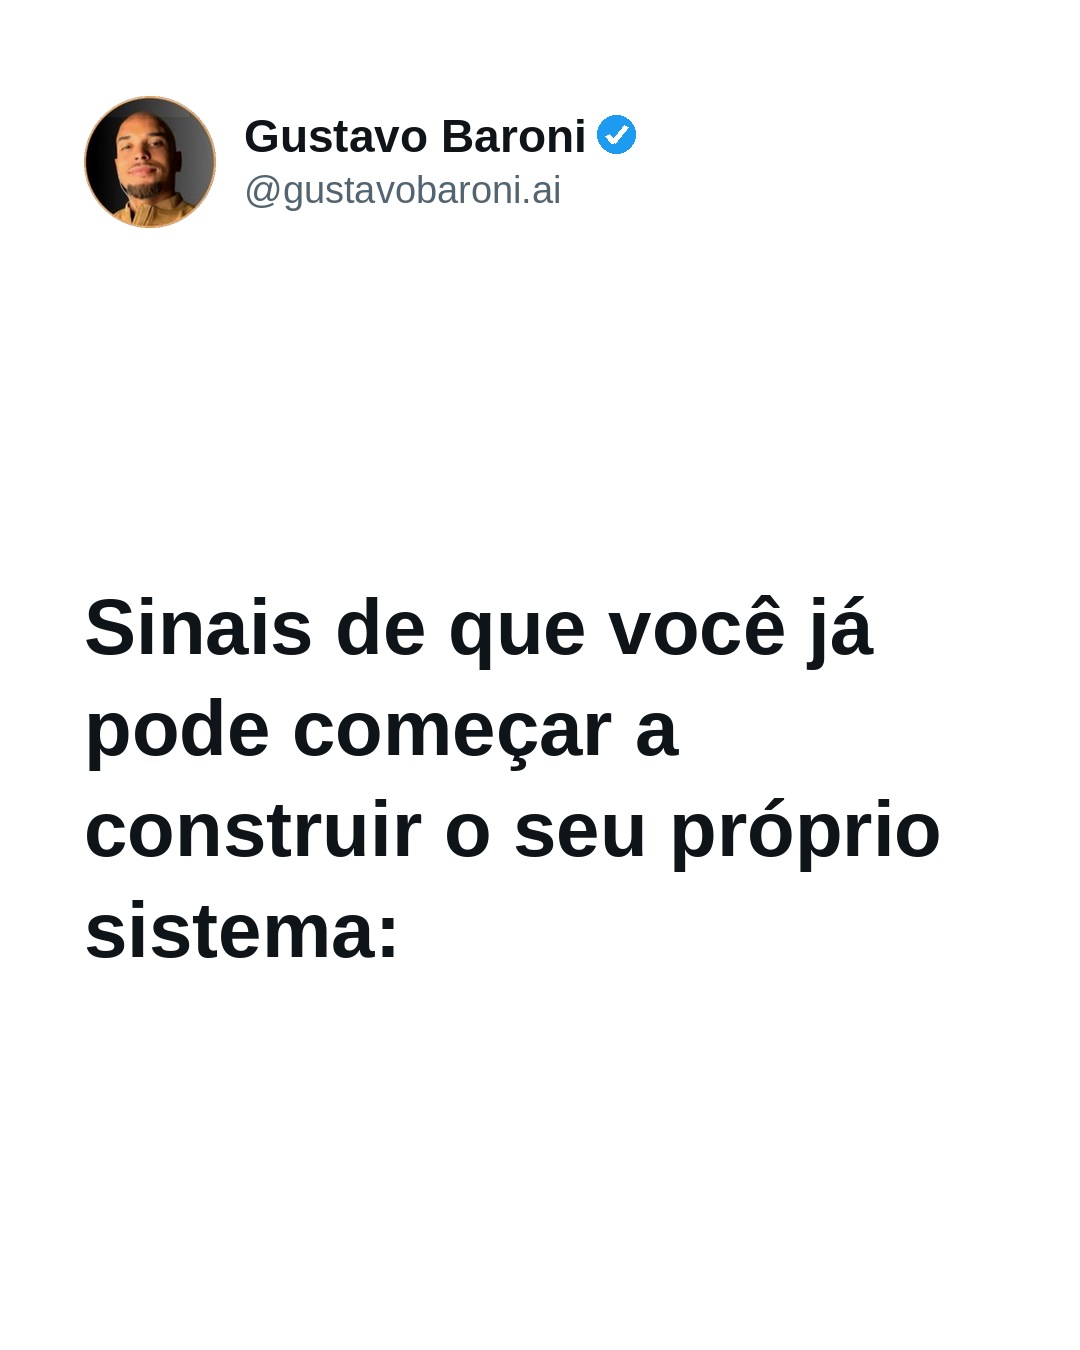 Gustavo Baroni
@gustavobaroni.ai
Sinais de que você já
pode começar a
construir o seu próprio
sistema: